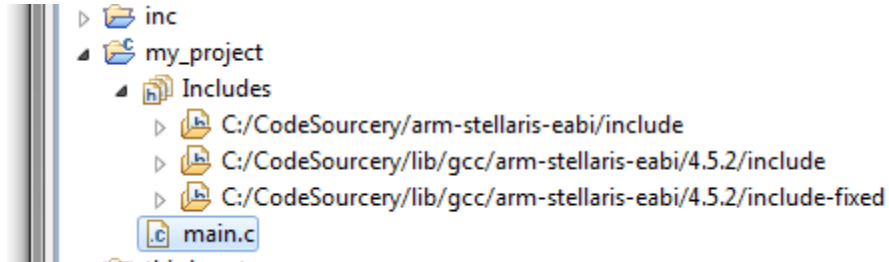 inc
my_project
Includes
C:/CodeSourcery/arm-stellaris-eabi/include
C:/CodeSourcery/lib/gcc/arm-stellaris-eabi/4.5.2/include
C:/CodeSourcery/lib/gcc/arm-stellaris-eabi/4.5.2/include-fixed
main.c